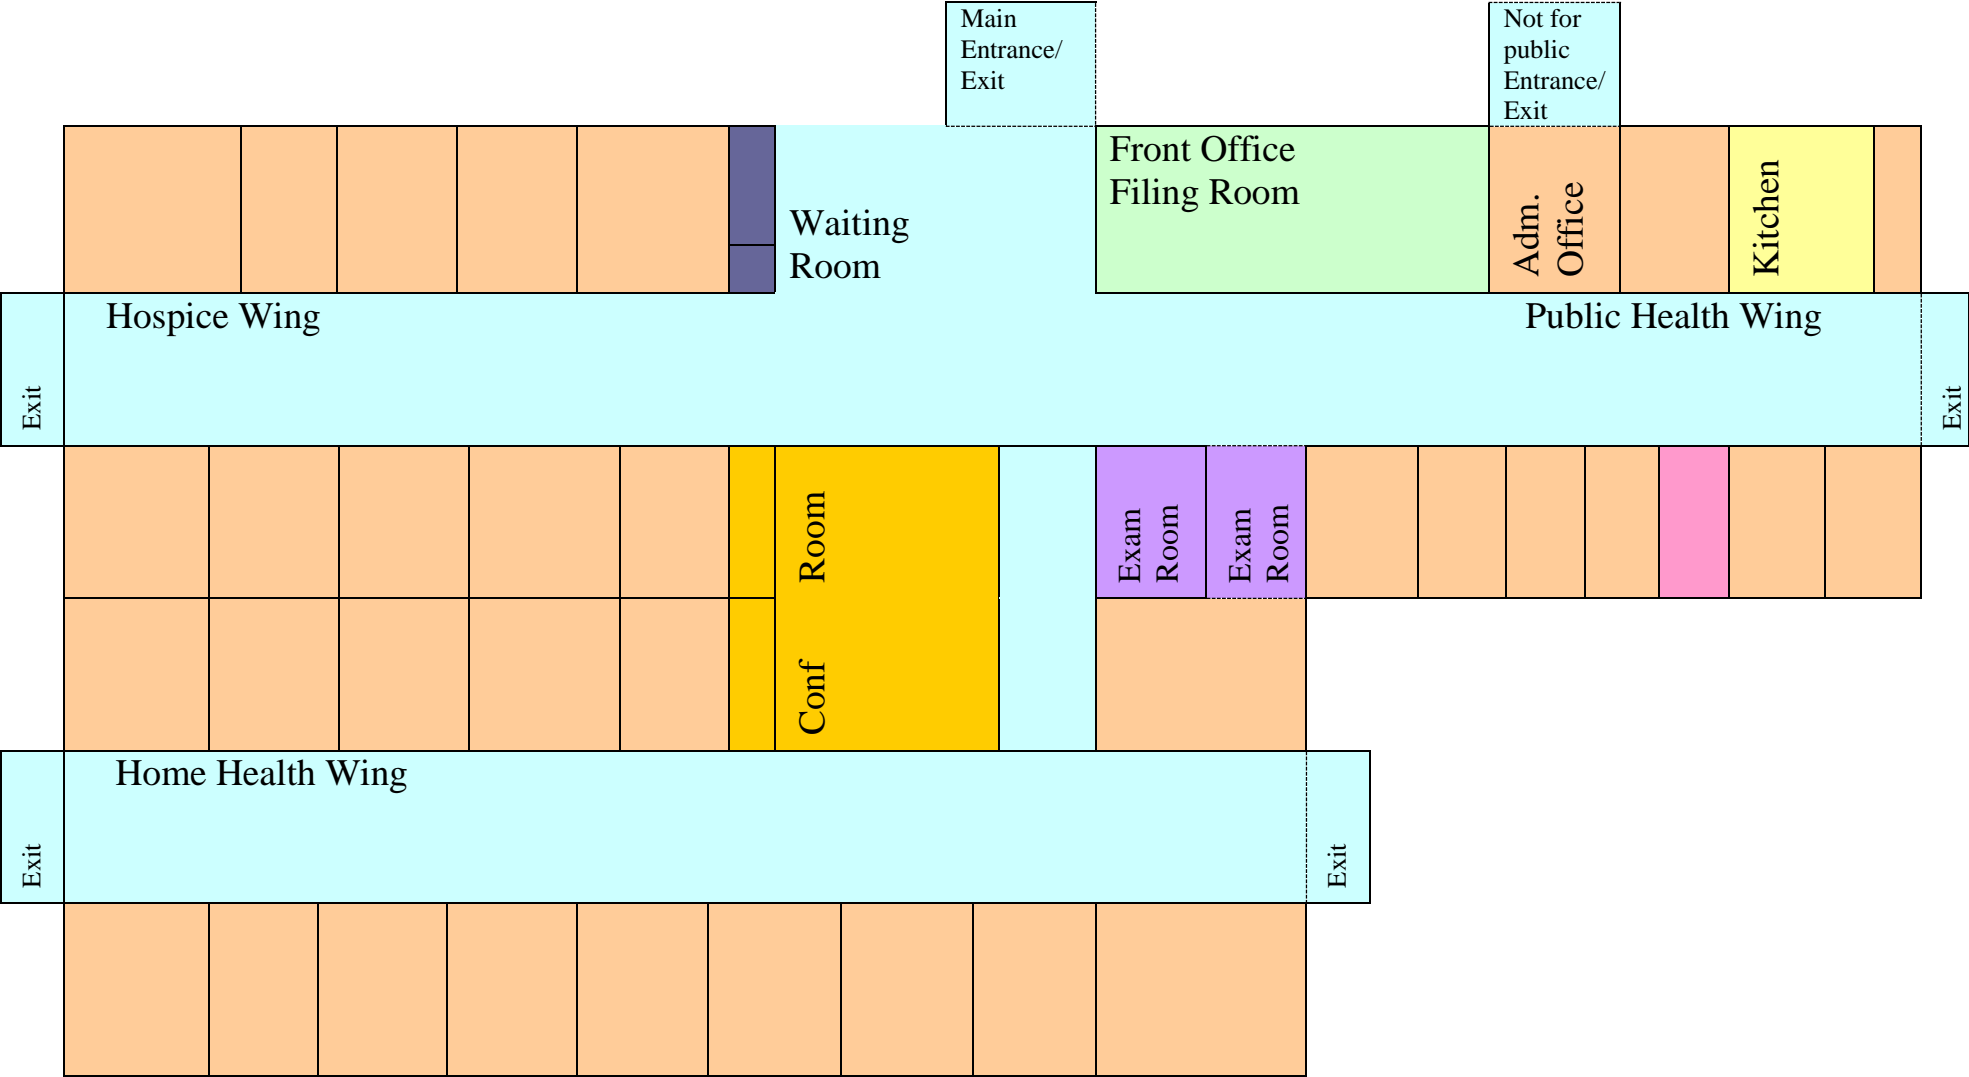 Main
Entrance/
Exit
Not for
public
Entrance/
Exit
Front Office
Filing Room
Waiting
Room
Adm.
Office
Kitchen
Hospice Wing
Public Health Wing
Exit
Exit
Conf Room
Exam
Room
Exam
Room
Home Health Wing
Exit
Exit